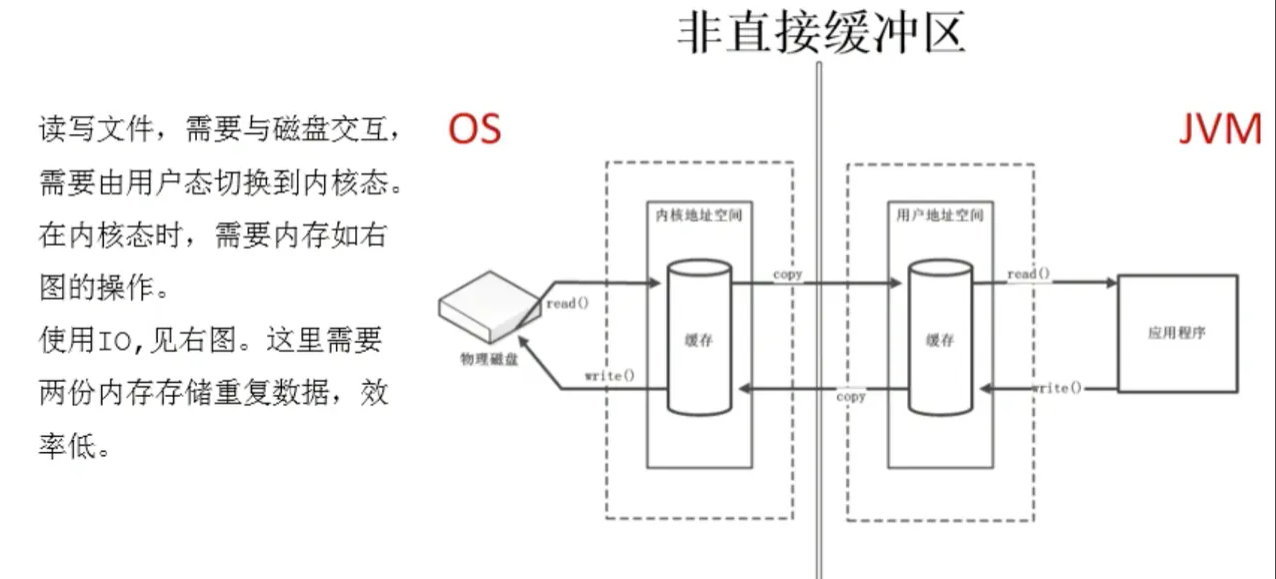 非直接缓冲区
读写文件，需要与磁盘交互，
需要由用户态切换到内核态。
在内核态时，需要内存如右
图的操作。
使用IO,见右图。这里需要
两份内存存储重复数据，效
率低。
OS
JVM
内核地址空间
用户地址空间
copy
read()
read()
物理磁盘
缓存
缓存
应用程序
write()
copy
write()